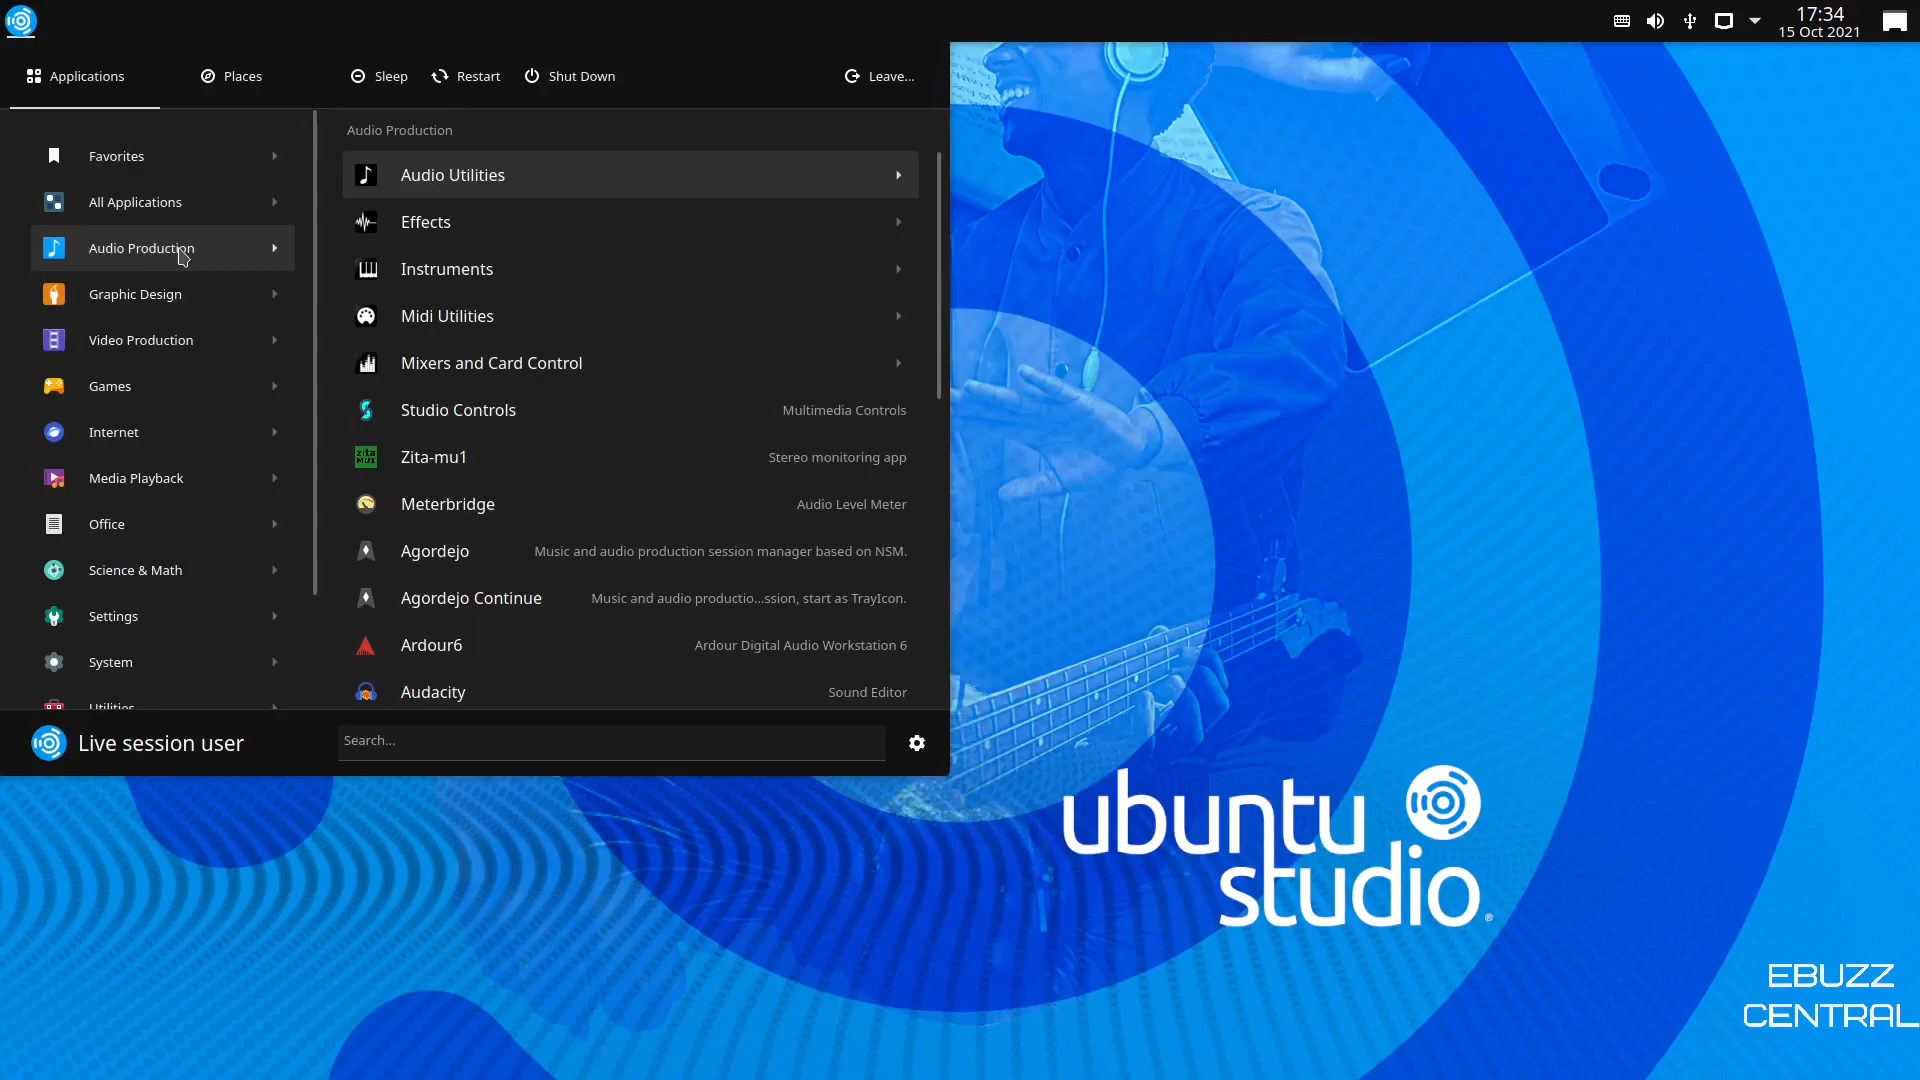 17:34
15 Oct 2021
Applications
Places
Sleep
Restart
Shut Down
Leave...
Favorites
All Applications
Audio Production
Graphic Design
Video Production
Games
Internet
Media Playback
Office
Science & Math
Settings
System
Utilities
Audio Production
Audio Utilities
Effects
Instruments
Midi Utilities
Mixers and Card Control
Studio Controls Multimedia Controls
Zita-mu1 Stereo monitoring app
Meterbridge Audio Level Meter
Agordejo Music and audio production session manager based on NSM.
Agordejo Continue Music and audio productio...ssion, start as TrayIcon.
Ardour6 Ardour Digital Audio Workstation 6
Audacity Sound Editor
Live session user
Search...
ubuntu
studio®
EBUZZ
CENTRAL